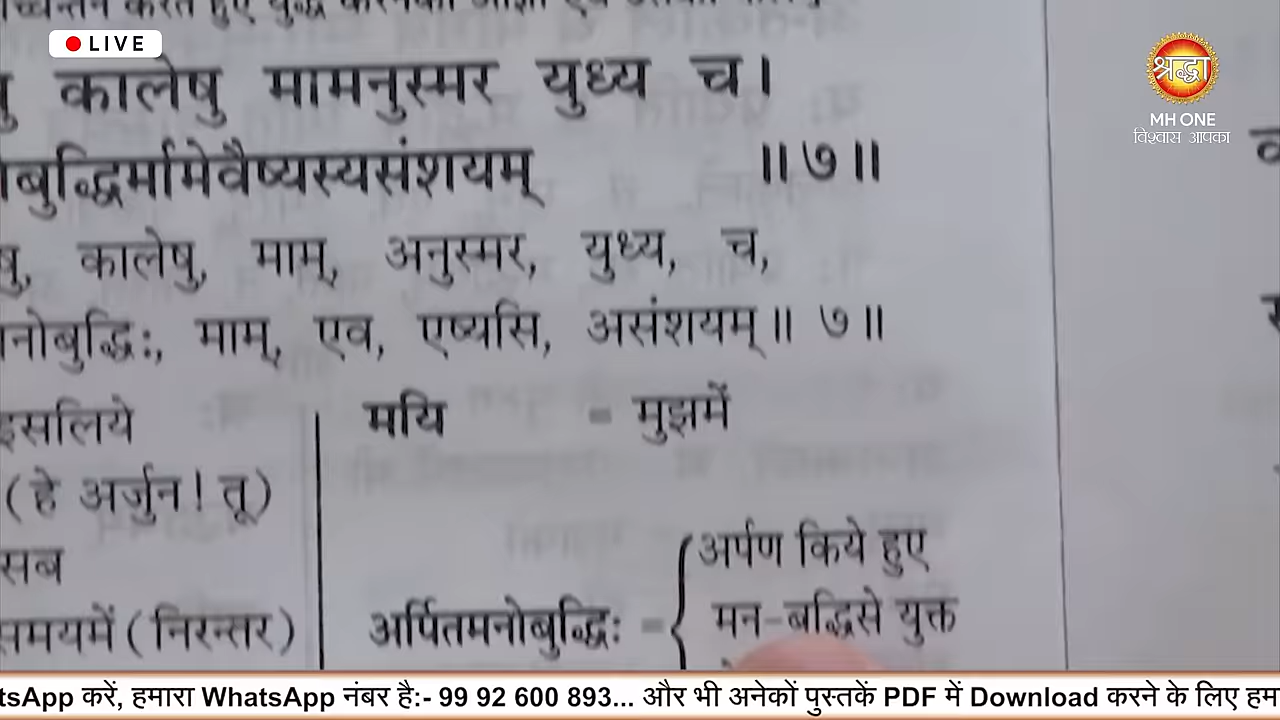 करते हुए युद्ध
LIVE
कालेषु मामनुस्मर युध्य च।
बुद्धिर्मामेवैष्यस्यसंशयम् ॥७॥
कालेषु, माम्, अनुस्मर, युध्य, च,
नोबुद्धिः, माम्, एव, एष्यसि, असंशयम्॥ ७॥
इसलिये
(हे अर्जुन! तू)
सब
समयमें (निरन्तर)
मयि = मुझमें
अर्पितमनोबुद्धिः = { अर्पण किये हुए
मन-बुद्धिसे युक्त
श्रद्धा
MH ONE
विश्वास आपका
tsApp करें, हमारा WhatsApp नंबर है:- 99 92 600 893... और भी अनेकों पुस्तकें PDF में Download करने के लिए हम